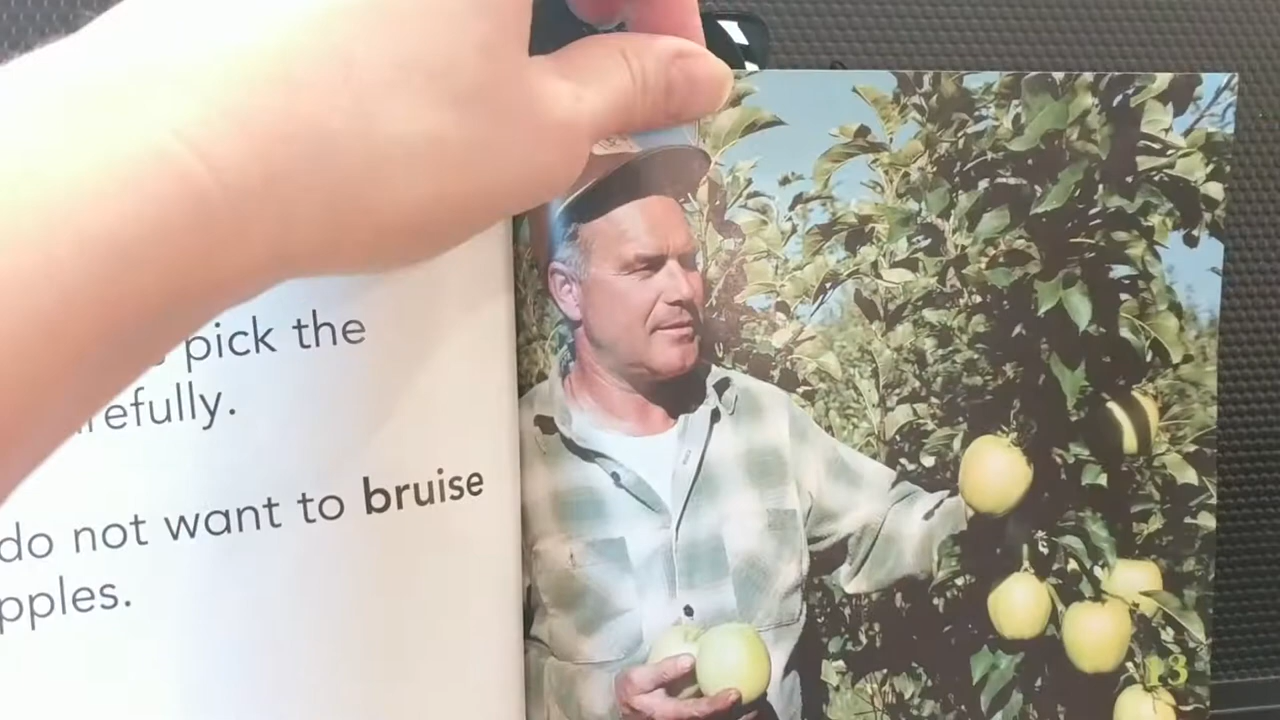 pick the
refully.
do not want to bruise
pples.
13